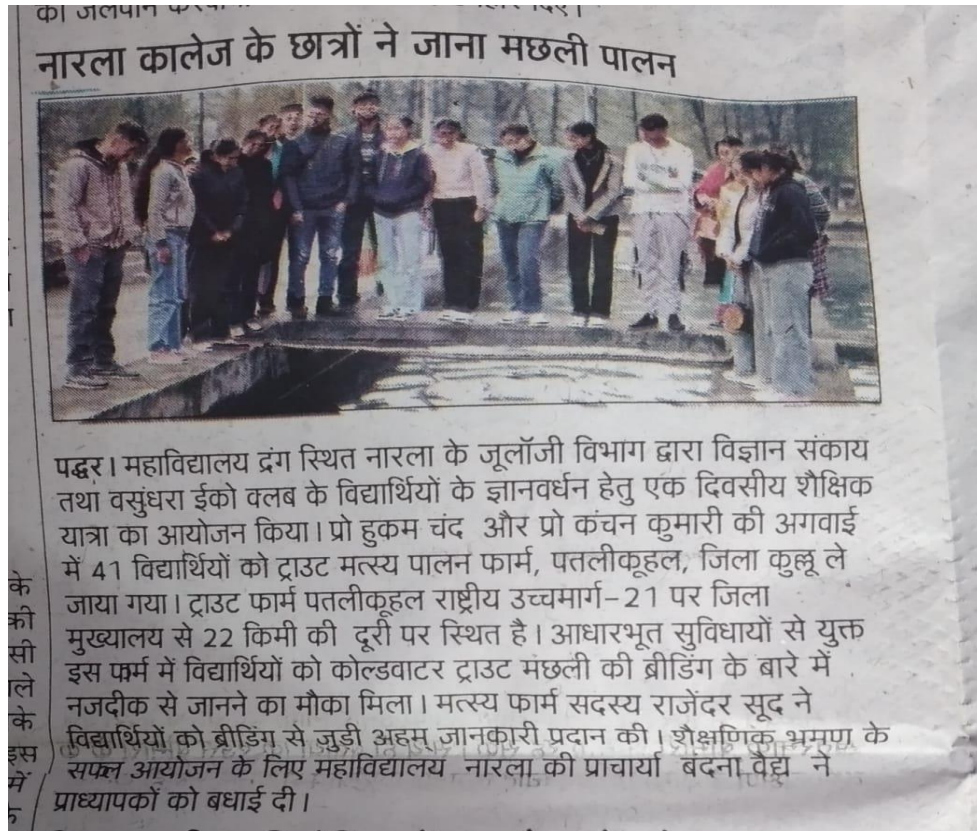 को जलपान
नारला कालेज के छात्रों ने जाना मछली पालन
पद्धर। महाविद्यालय द्रंग स्थित नारला के जूलॉजी विभाग द्वारा विज्ञान संकाय
तथा वसुंधरा ईको क्लब के विद्यार्थियों के ज्ञानवर्धन हेतु एक दिवसीय शैक्षिक
यात्रा का आयोजन किया। प्रो हुकम चंद और प्रो कंचन कुमारी की अगवाई
में 41 विद्यार्थियों को ट्राउट मत्स्य पालन फार्म, पतलीकूहल, जिला कुल्लू ले
जाया गया। ट्राउट फार्म पतलीकूहल राष्ट्रीय उच्चमार्ग-21 पर जिला
मुख्यालय से 22 किमी की दूरी पर स्थित है। आधारभूत सुविधायों से युक्त
इस फर्म में विद्यार्थियों को कोल्डवाटर ट्राउट मछली की ब्रीडिंग के बारे में
नजदीक से जानने का मौका मिला। मत्स्य फार्म सदस्य राजेंदर सूद ने
विद्यार्थियों को ब्रीडिंग से जुडी अहम् जानकारी प्रदान की। शैक्षणिक भ्रमण के
सफल आयोजन के लिए महाविद्यालय नारला की प्राचार्या बंदना वैद्य ने
प्राध्यापकों को बधाई दी।
के
की
सी
ले
के
इस
में